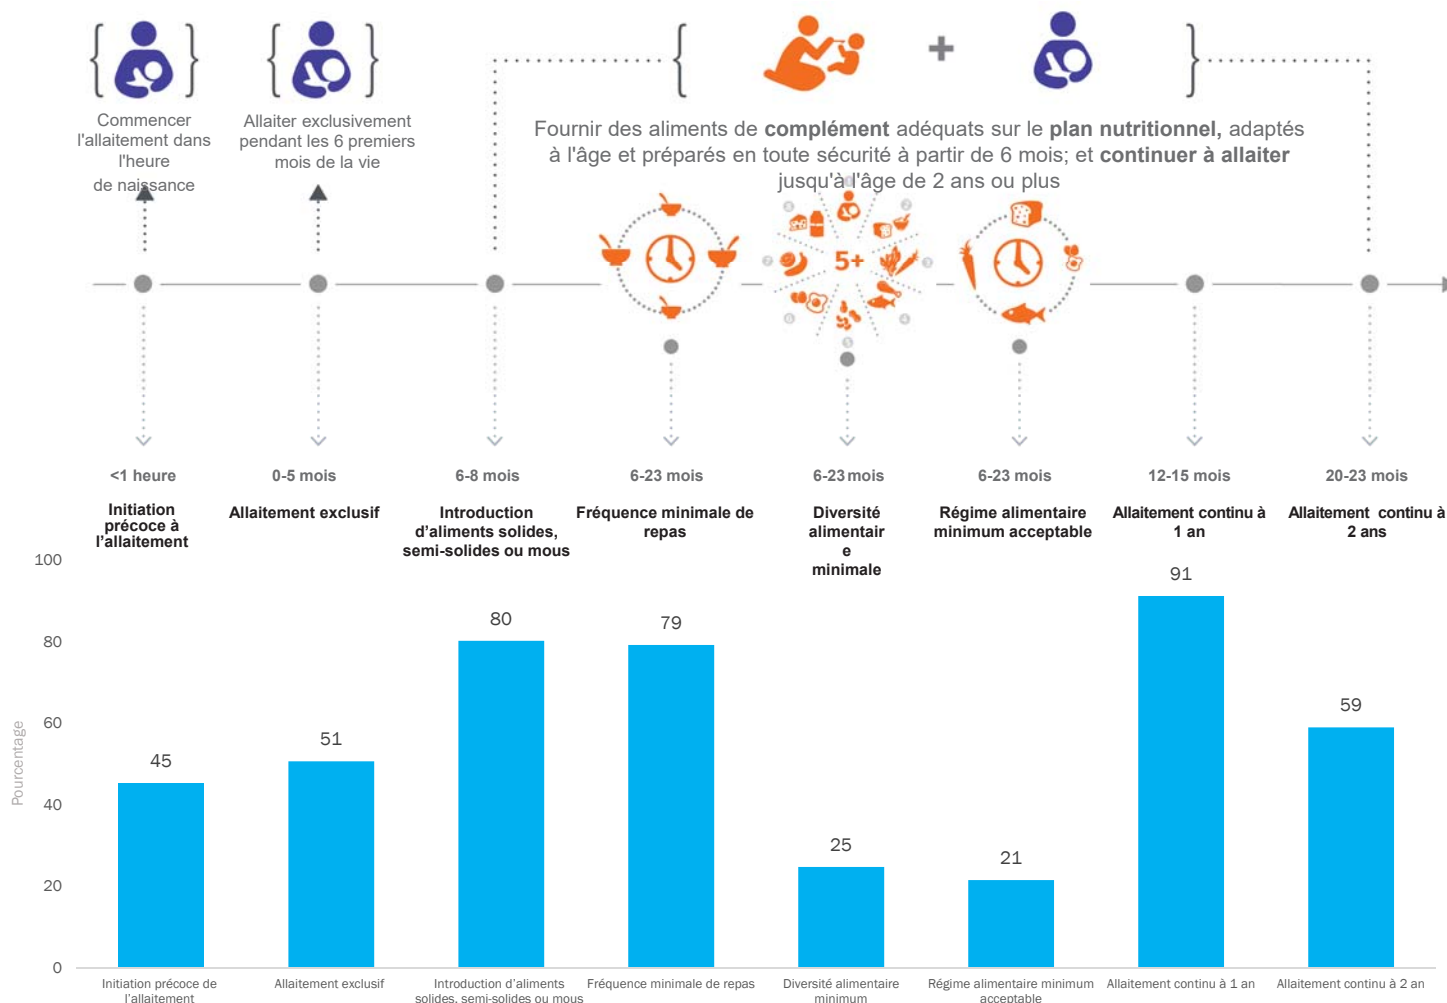 Commencer
l'allaitement dans
l'heure
de naissance
Allaiter exclusivement
pendant les 6 premiers
mois de la vie
+
Fournir des aliments de complément adéquats sur le plan nutritionnel, adaptés
à l'âge et préparés en toute sécurité à partir de 6 mois; et continuer à allaiter
jusqu'à l'âge de 2 ans ou plus
5+
<1 heure
0-5 mois
6-8 mois
6-23 mois
6-23 mois
6-23 mois
12-15 mois
20-23 mois
Initiation
précoce à
l'allaitement
Allaitement exclusif
Introduction
d'aliments solides,
semi-solides ou mous
Fréquence minimale de
repas
Diversité
alimentair
e
minimale
Régime alimentaire
minimum acceptable
Allaitement continu à
1 an
Allaitement continu à
2 ans
Pourcentage
100
80
60
40
20
0
45
51
80
79
25
21
91
59
Initiation précoce de
l'allaitement
Allaitement exclusif
Introduction d'aliments
solides, semi-solides ou mous
Fréquence minimale de repas
Diversité alimentaire
minimum
Régime alimentaire minimum
acceptable
Allaitement continu à 1 an
Allaitement continu à 2 an